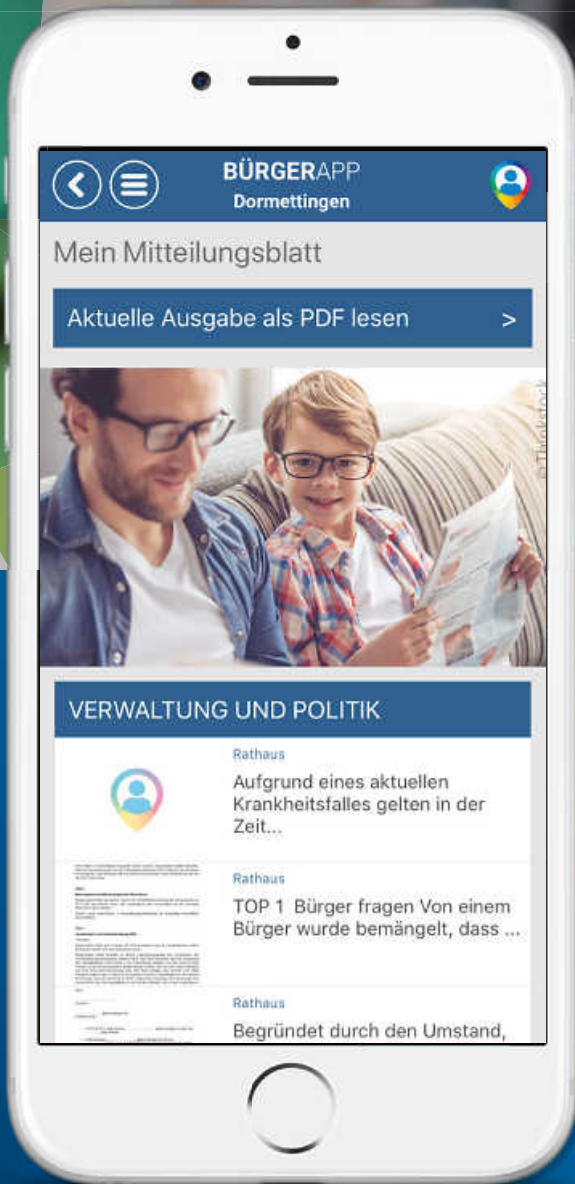 BÜRGERAPP
Dormettingen
Mein Mitteilungsblatt
Aktuelle Ausgabe als PDF lesen >
©Thinkstock
VERWALTUNG UND POLITIK
Rathaus
Aufgrund eines aktuellen
Krankheitsfalles gelten in der
Zeit...
Rathaus
TOP 1 Bürger fragen Von einem
Bürger wurde bemängelt, dass ...
Rathaus
Begründet durch den Umstand,